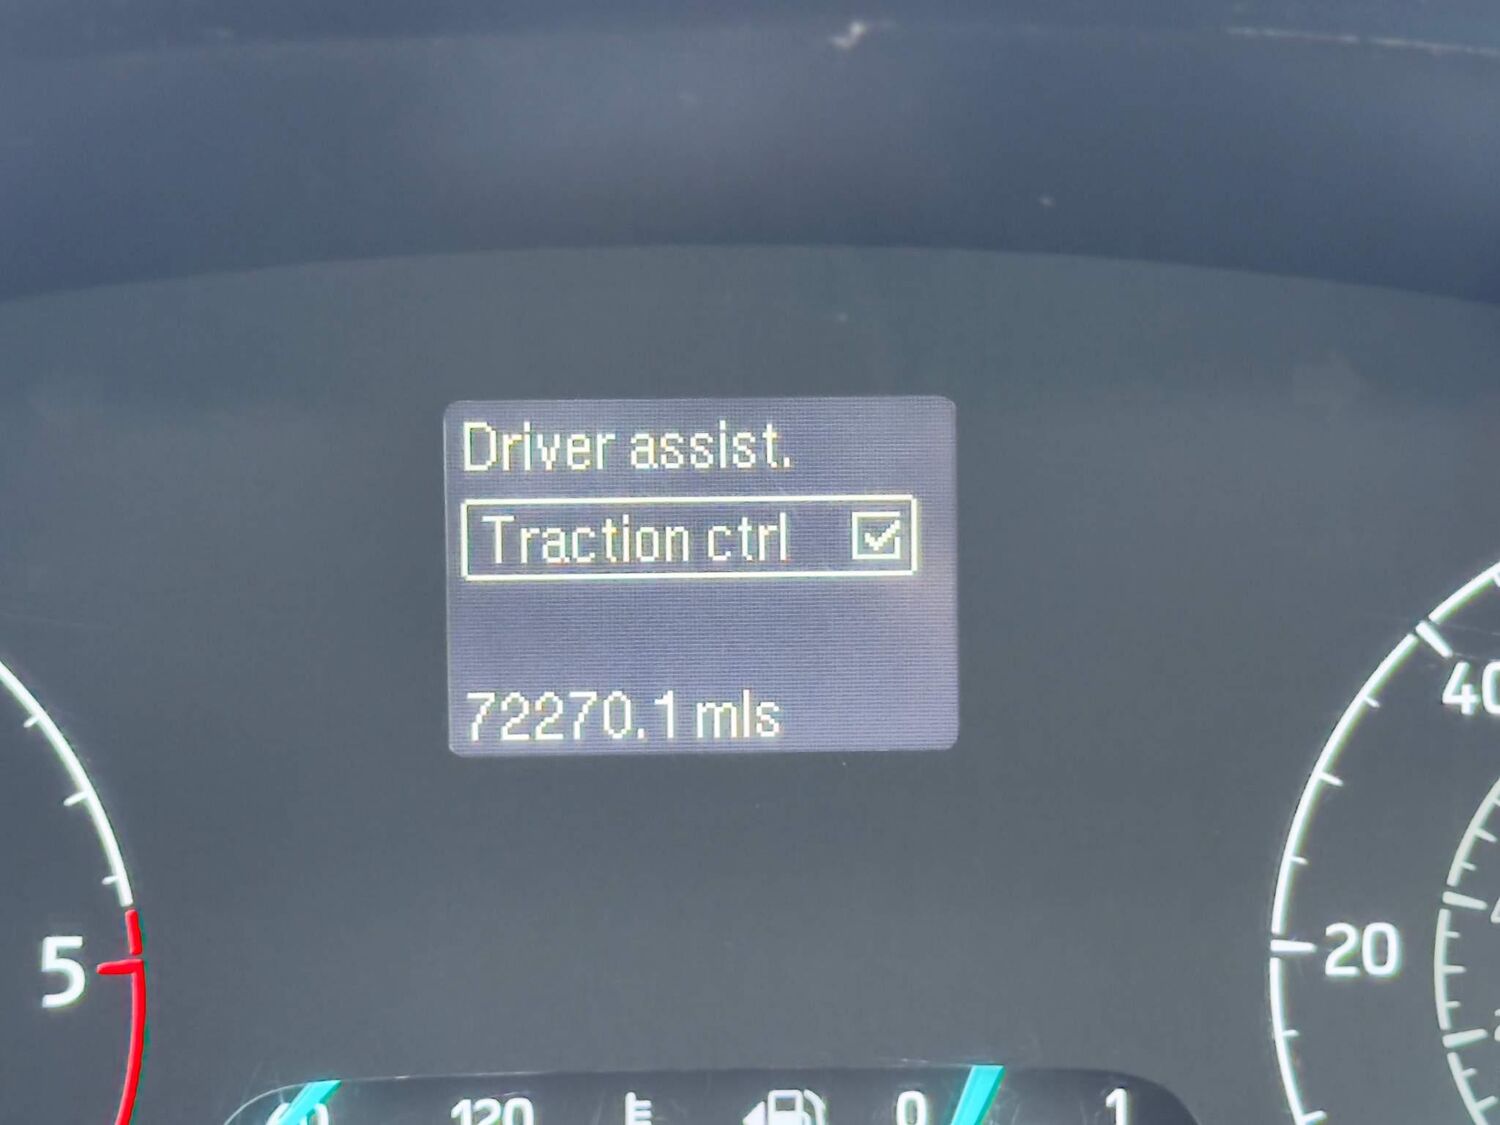 Driver assist.
Traction ctrl
72270.1 mls
5
40
20
120
0
1